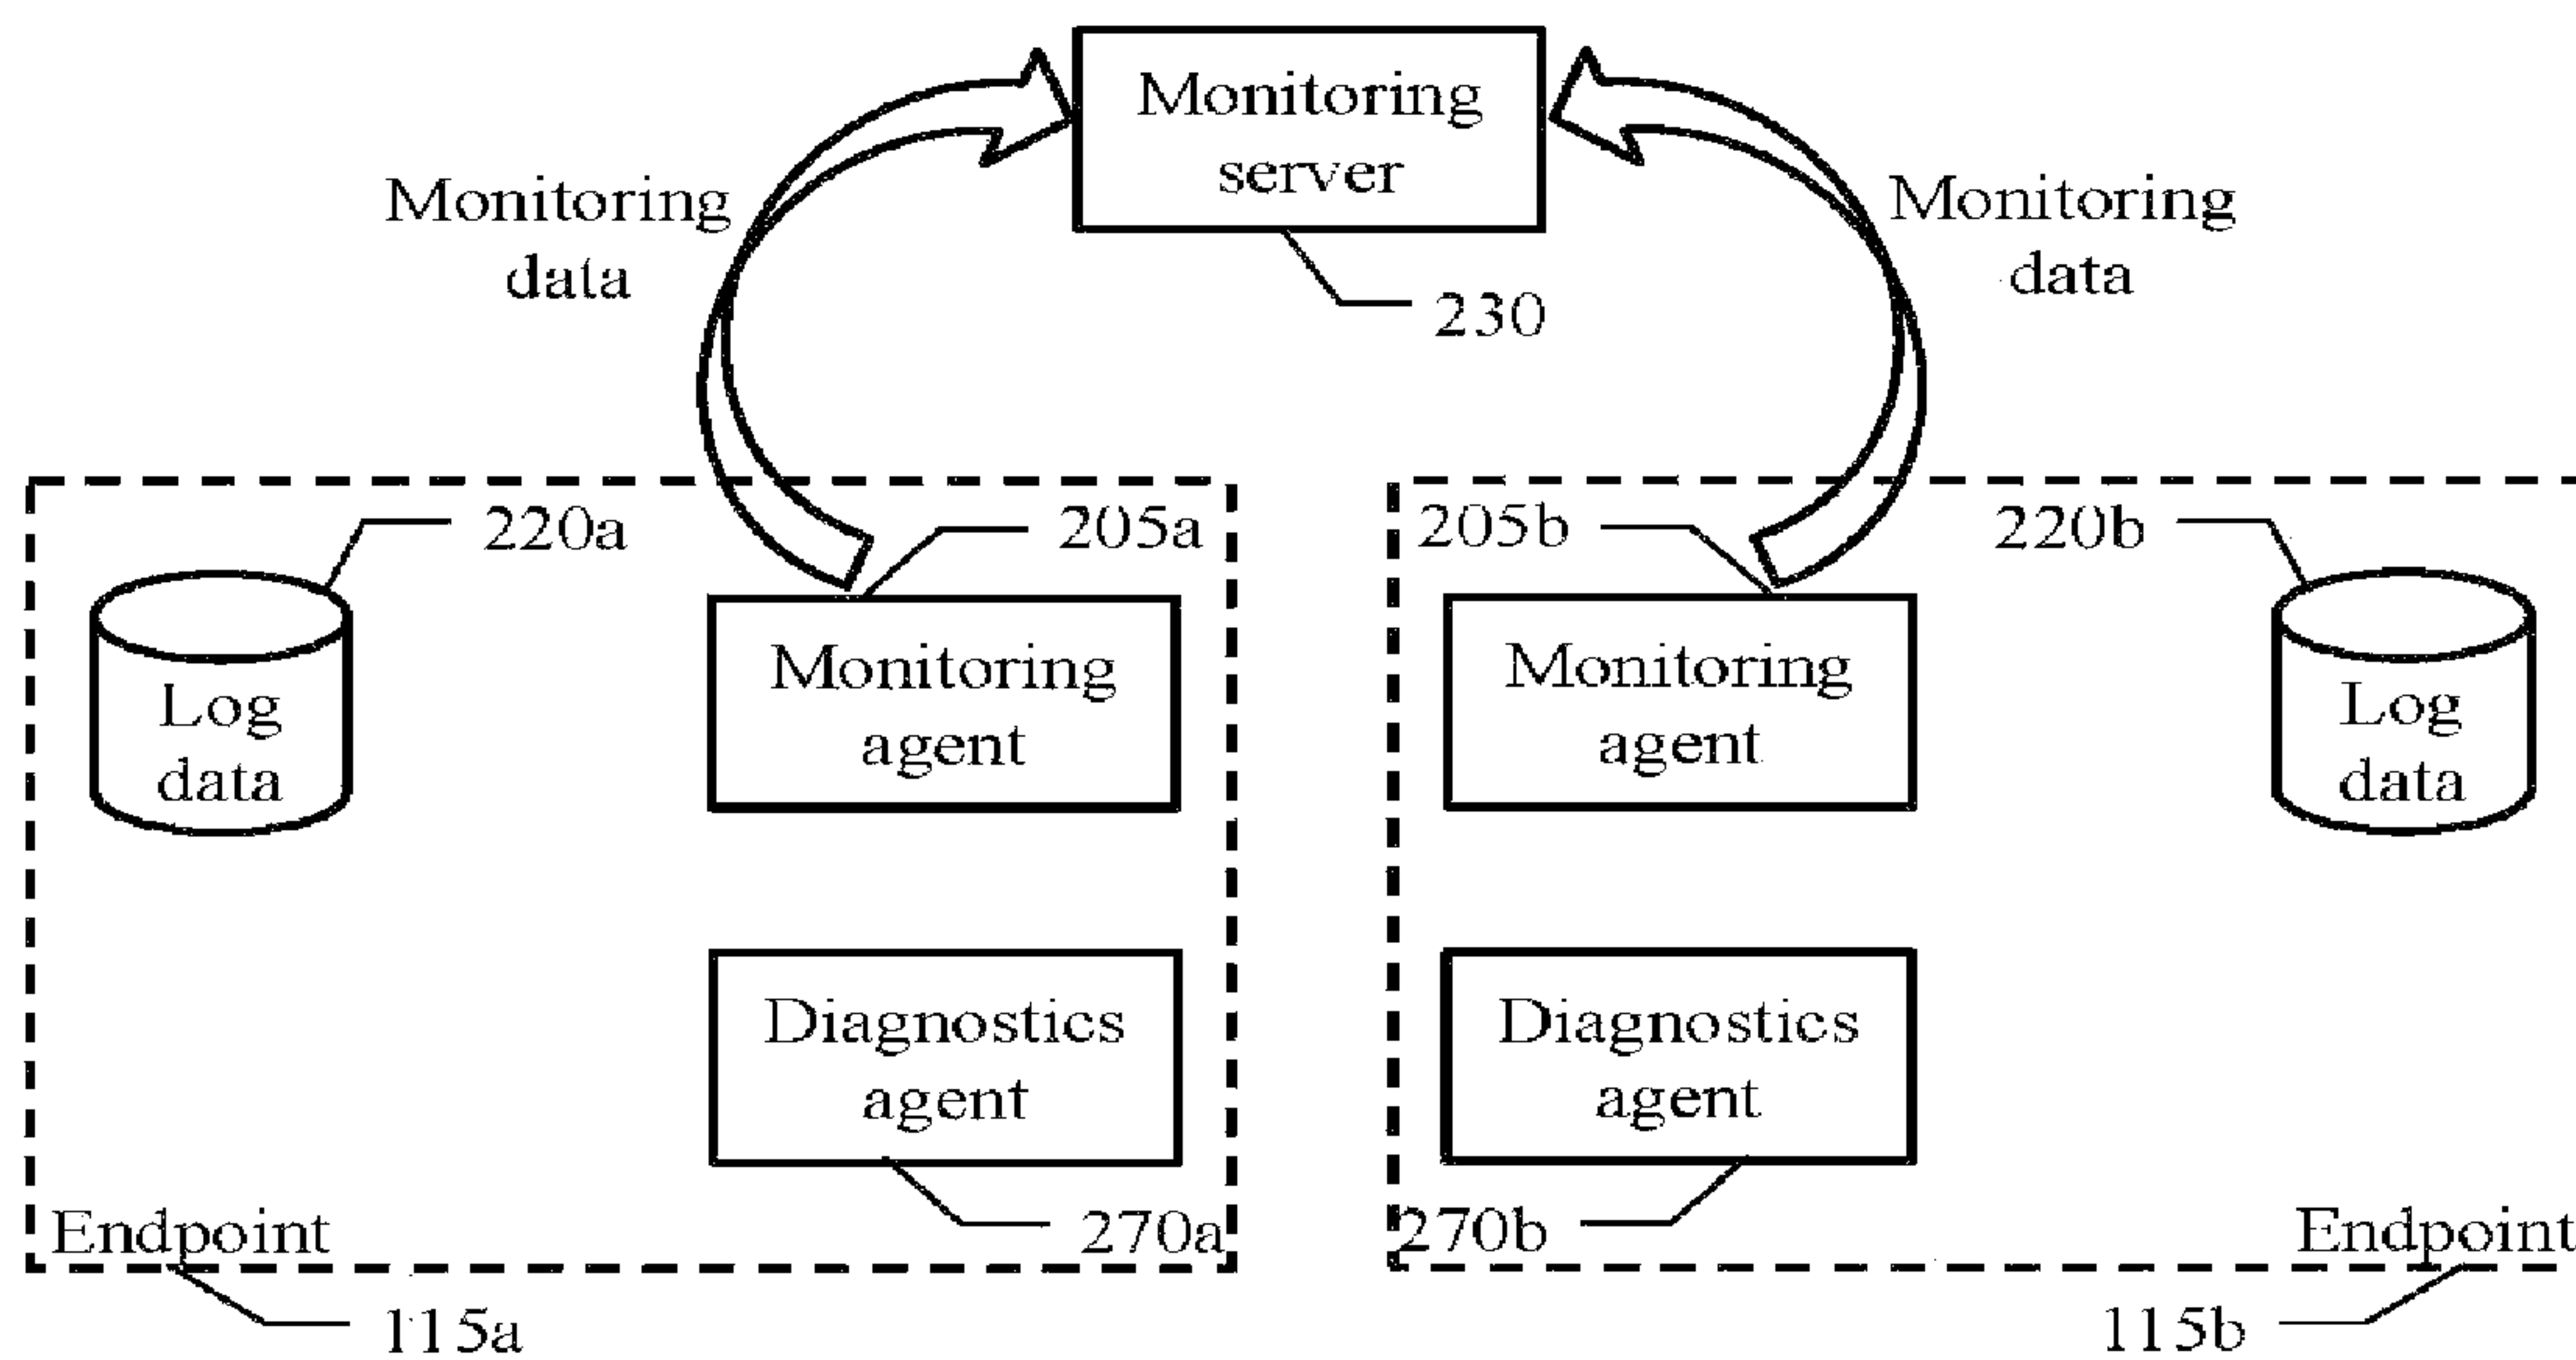 Monitoring
server
Monitoring
data
Monitoring
data
230
220a
205a
205b
220b
Log
data
Monitoring
agent
Monitoring
agent
Log
data
Diagnostics
agent
Diagnostics
agent
Endpoint
270a
270b
Endpoint
115a
115b